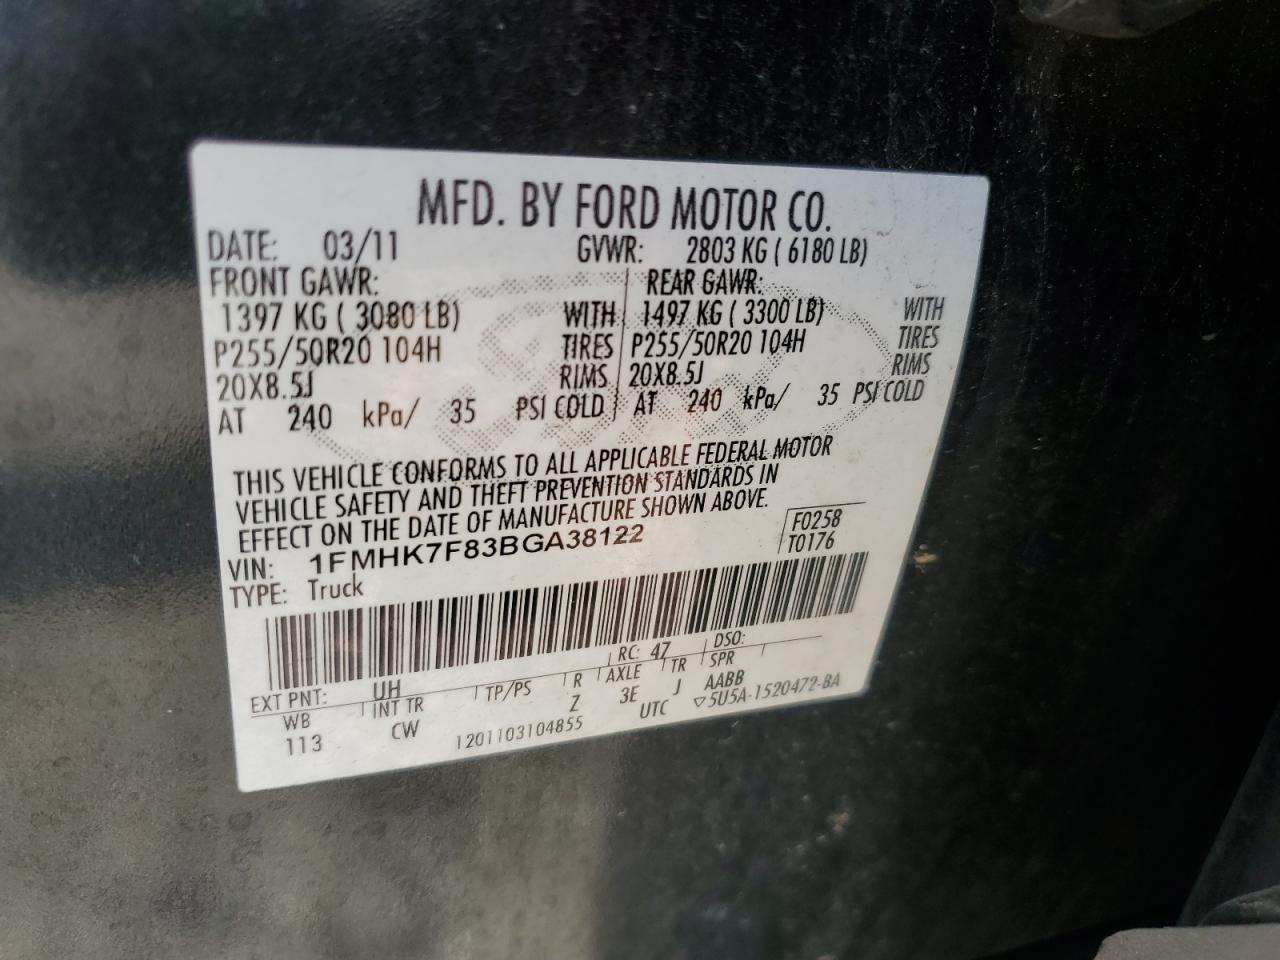 MFD. BY FORD MOTOR CO.
DATE: 03/11 GVWR: 2803 KG ( 6180 LB)
FRONT GAWR: REAR GAWR:
1397 KG ( 3080 LB) WITH 1497 KG ( 3300 LB) WITH
P255/50R20 104H TIRES P255/50R20 104H TIRES
20X8.5J RIMS 20X8.5J RIMS
AT 240 kPa/ 35 PSI COLD AT 240 kPa/ 35 PSI COLD
THIS VEHICLE CONFORMS TO ALL APPLICABLE FEDERAL MOTOR
VEHICLE SAFETY AND THEFT PREVENTION STANDARDS IN
EFFECT ON THE DATE OF MANUFACTURE SHOWN ABOVE.
VIN: 1FMHK7F83BGA38122
F0258
T0176
TYPE: Truck
EXT PNT: UH RC: 47 DSO:
WB INT TR TP/PS R AXLE TR SPR
113 CW Z 3E J AABB
1201103104855 UTC ▽5U5A-1520472-BA